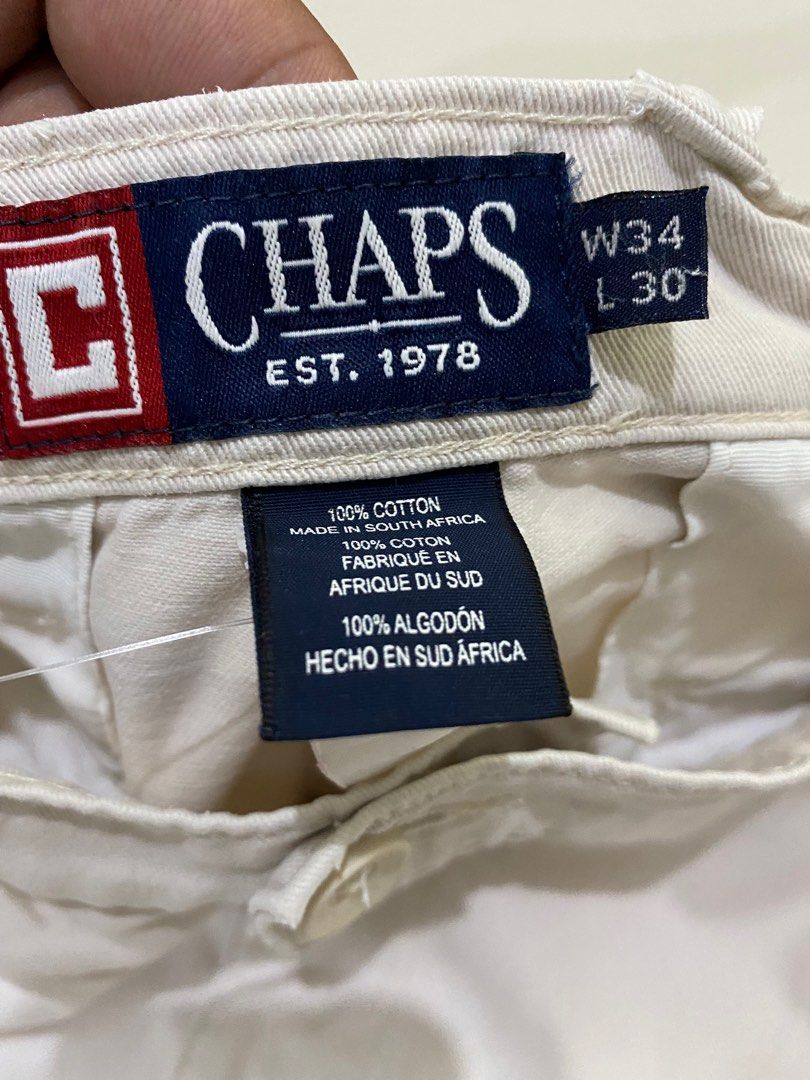 C
CHAPS
EST. 1978
W34
L 30
100% COTTON
MADE IN SOUTH AFRICA
100% COTON
FABRIQUÉ EN
AFRIQUE DU SUD
100% ALGODÓN
HECHO EN SUD ÁFRICA